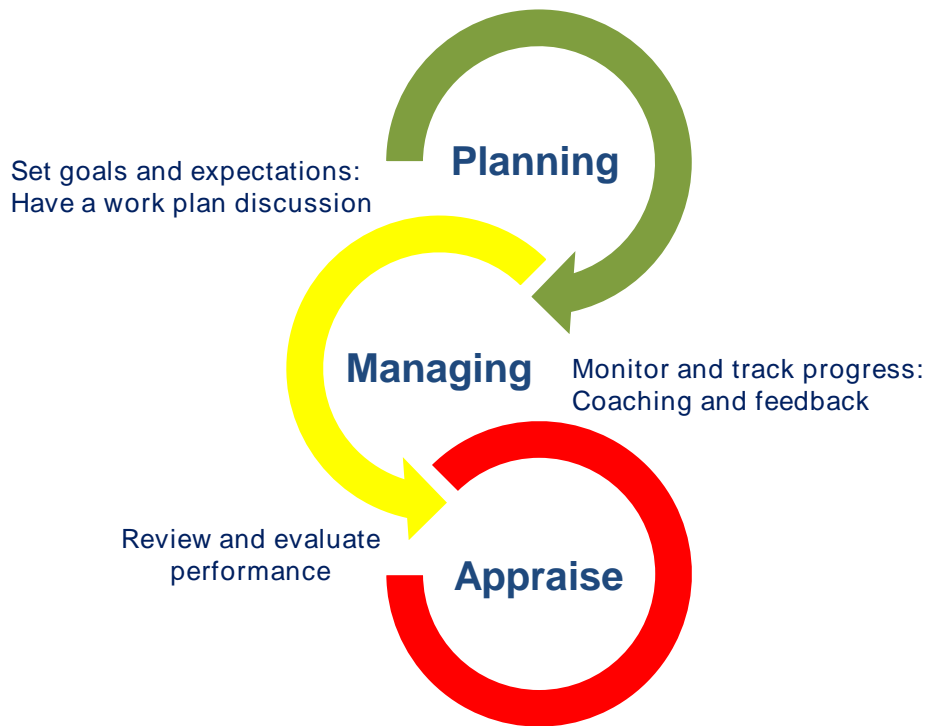 Planning
Set goals and expectations:
Have a work plan discussion
Managing
Monitor and track progress:
Coaching and feedback
Review and evaluate
performance
Appraise